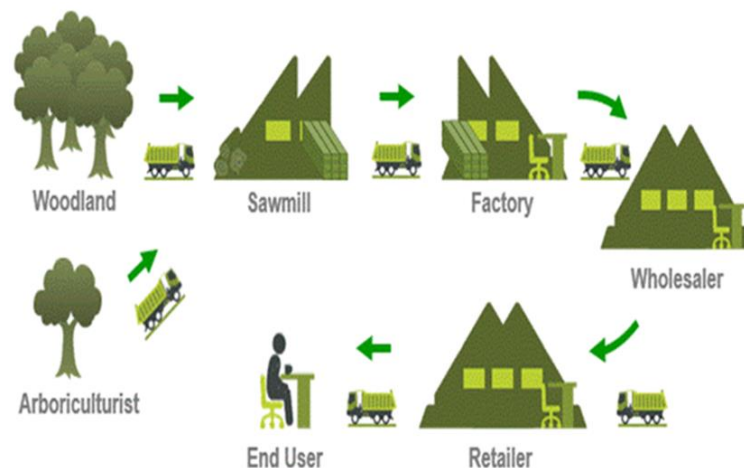 Woodland
Sawmill
Factory
Wholesaler
Arboriculturist
End User
Retailer